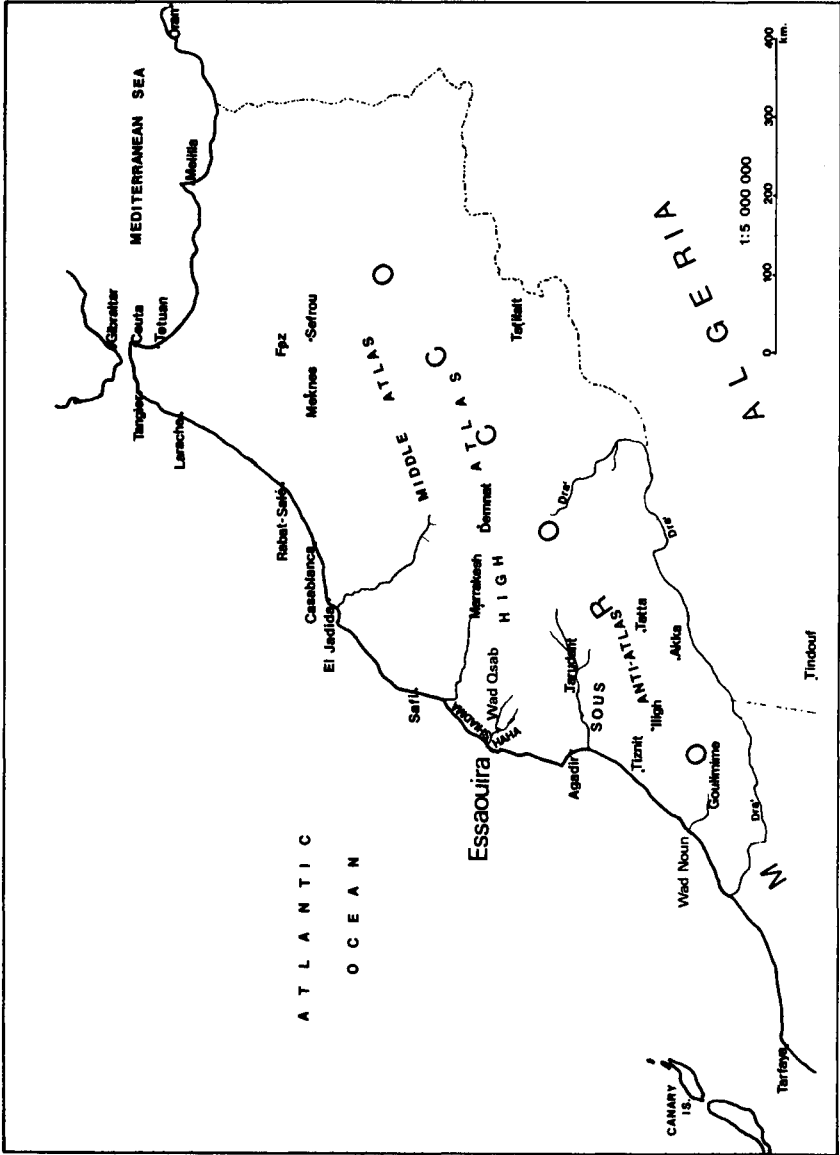 MEDITERRANEAN SEA
Oran
Melilla
Gibraltar
Ceuta
Tetuan
Tangier
Larache
Fez
Sefrou
Meknes
Rabat-Salé
Casablanca
El Jadida
MIDDLE ATLAS
HIGH ATLAS
Tafilalt
Demnat
Marrakesh
Safi
SHIADMA
Wad Qsab
HAHA
Essaouira
ATLANTIC
OCEAN
Agadir
Tarudant
SOUS
ANTI-ATLAS
Tatta
Akka
Tiznit
Illigh
Goulimime
Wad Noun
Dra'
Dra'
Dra'
MOROCCO
ALGERIA
Tindouf
Tarfaya
CANARY
IS.
1:5 000 000
0 100 200 300 400
km.